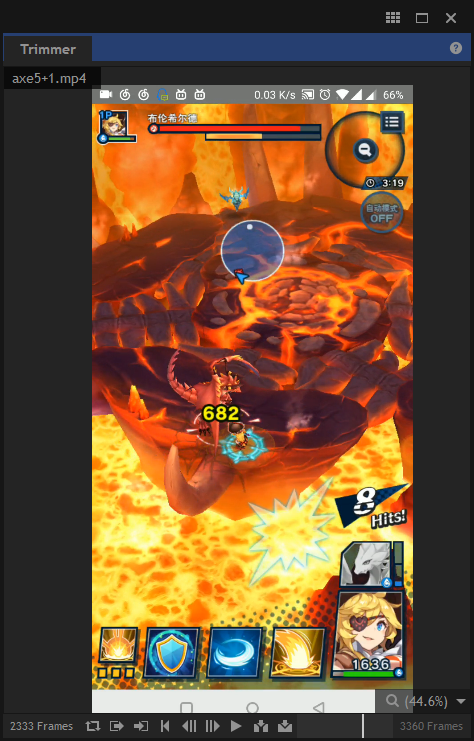 Trimmer
axe5+1.mp4
0.03 K/s
66%
1P
布伦希尔德
3:19
自动模式
OFF
682
8
Hits!
1636
(44.6%)
2333 Frames
3360 Frames